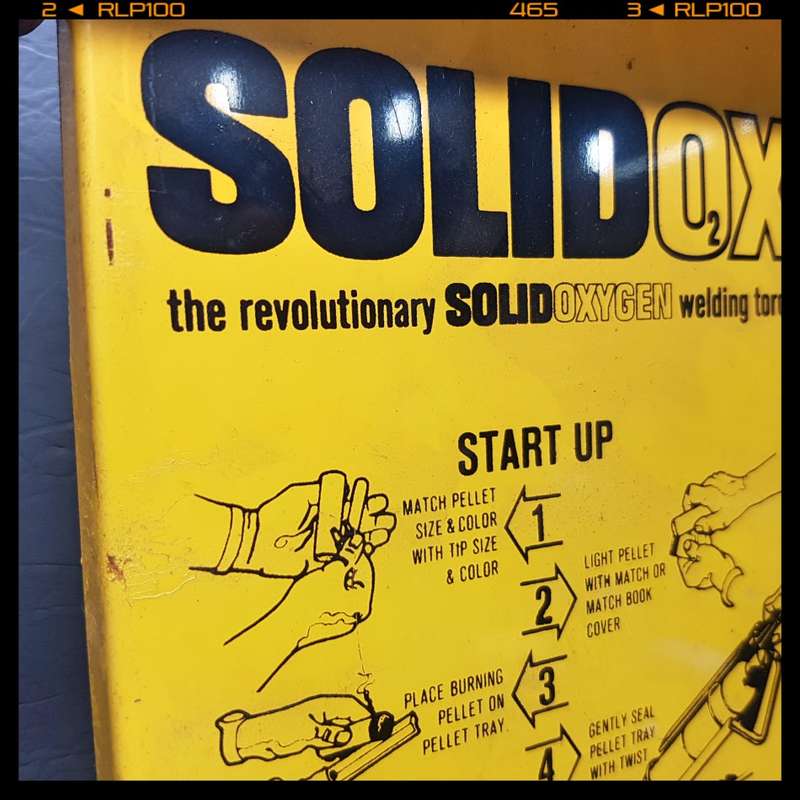 2 ◄ RLP100 465 3 ◄ RLP100
SOLIDOX
2
the revolutionary SOLIDOXYGEN welding
START UP
MATCH PELLET
SIZE & COLOR
WITH TIP SIZE
& COLOR
1
LIGHT PELLET
WITH MATCH OR
MATCH BOOK
COVER
2
PLACE BURNING
PELLET ON
PELLET TRAY.
3
GENTLY SEAL
PELLET TRAY
WITH TWIST
4